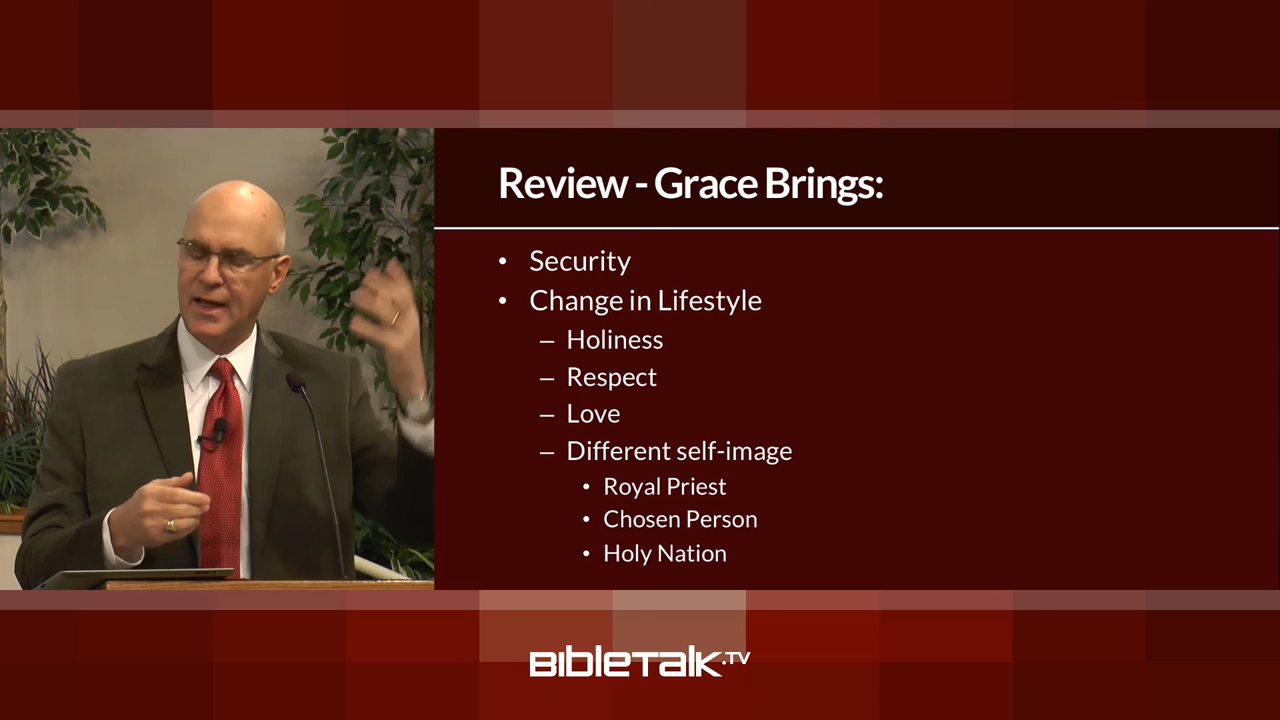 Review - Grace Brings:
• Security
• Change in Lifestyle
– Holiness
– Respect
– Love
– Different self-image
• Royal Priest
• Chosen Person
• Holy Nation
BIBLETALK.TV